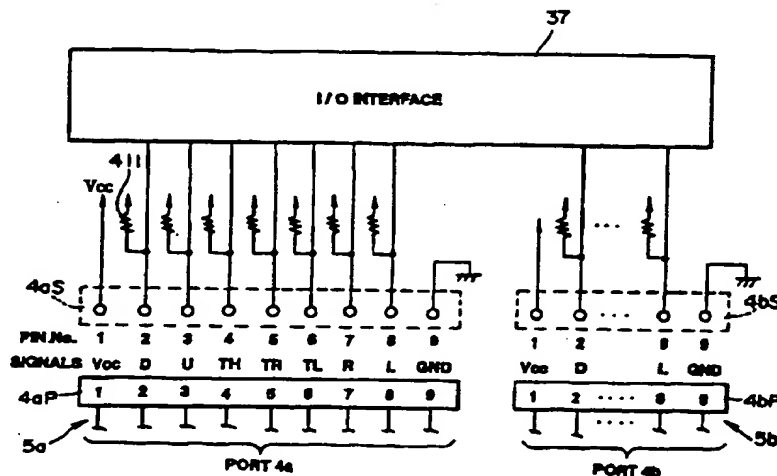 37
I/O INTERFACE
411
Vcc
4aS
4bS
PIN.No. 1 2 3 4 5 6 7 8 9 1 2 ···· 8 9
SIGNALS Vcc D U TH TR TL R L GND Vcc D L GND
4aP 1 2 3 4 5 6 7 8 9 1 2 ···· 8 9 4bP
5a PORT 4a PORT 4b 5b